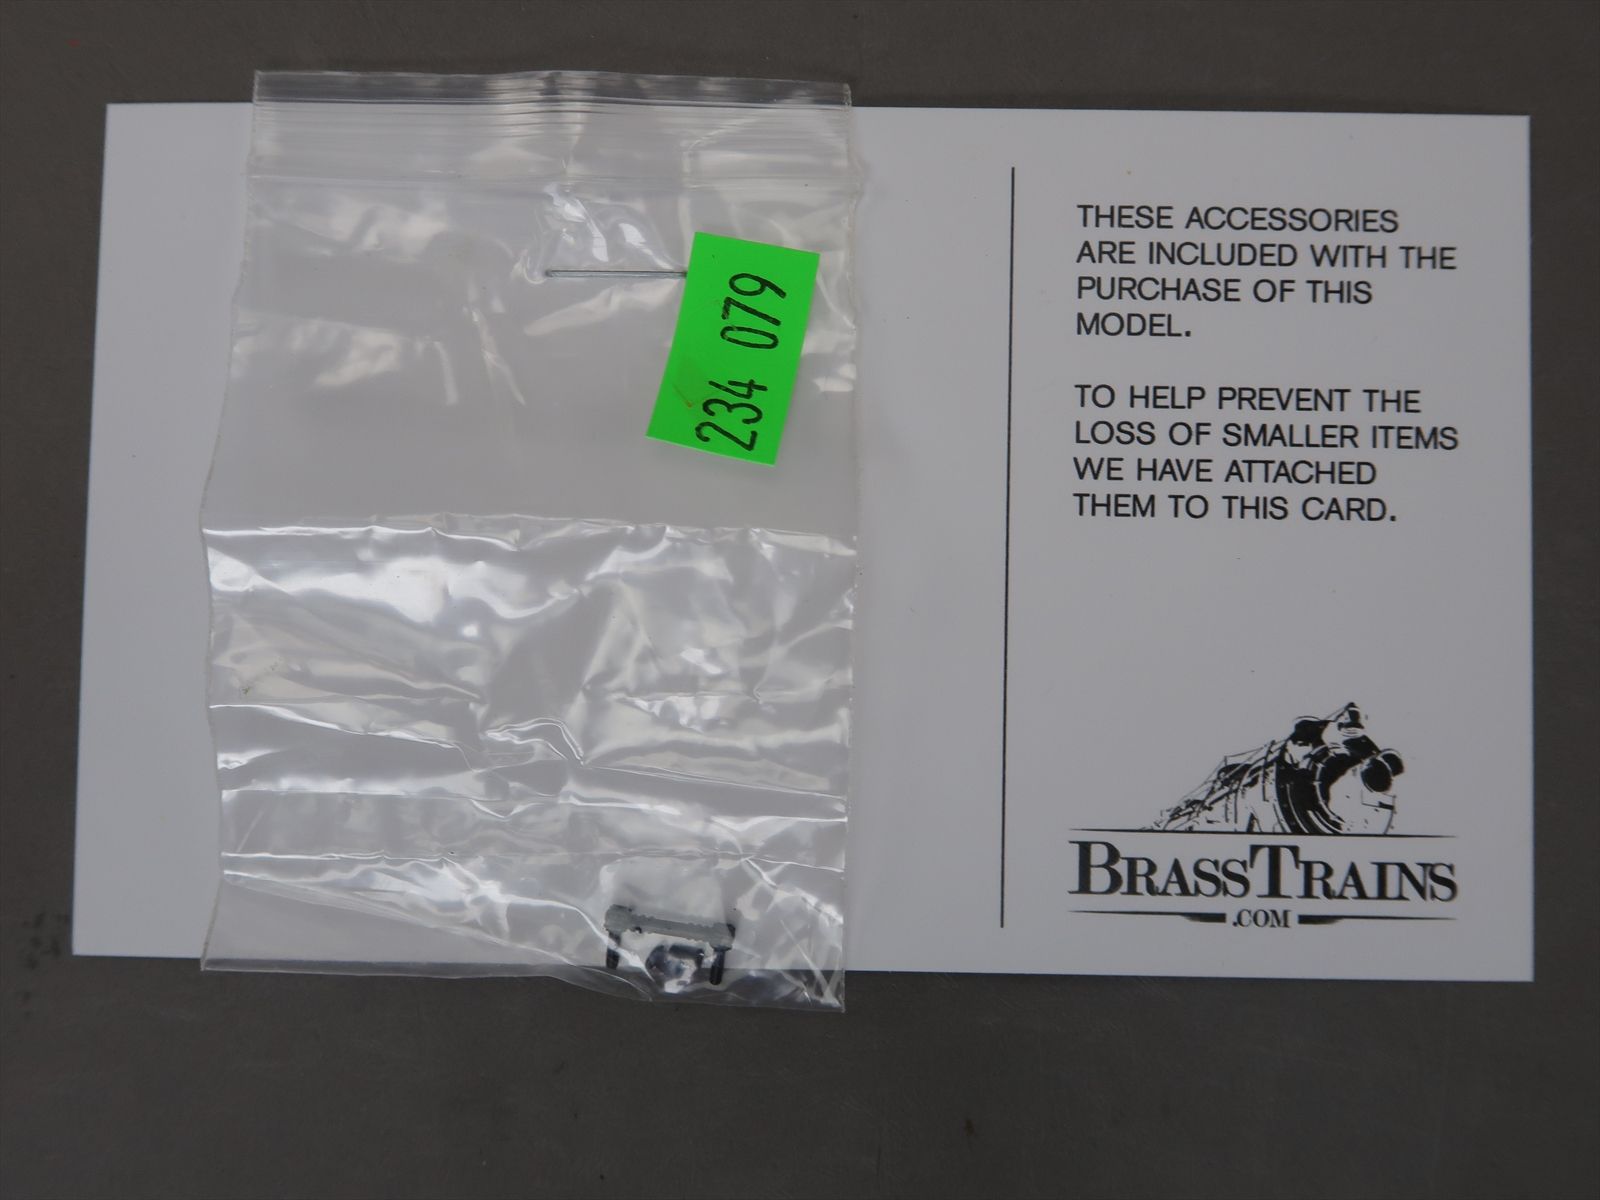 234 079
THESE ACCESSORIES
ARE INCLUDED WITH THE
PURCHASE OF THIS
MODEL.
TO HELP PREVENT THE
LOSS OF SMALLER ITEMS
WE HAVE ATTACHED
THEM TO THIS CARD.
BRASSTRAINS
.COM